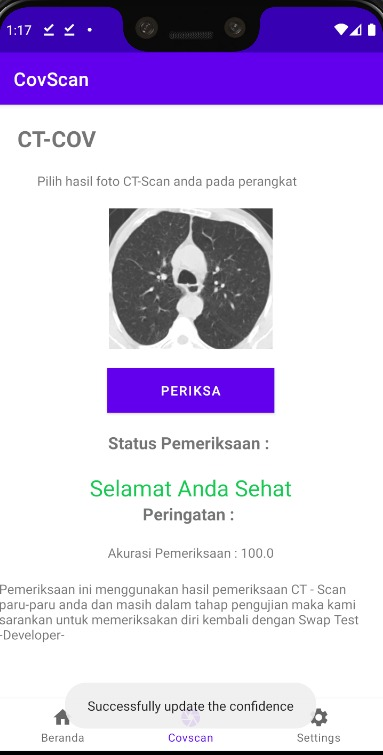 1:17
CovScan
CT-COV
Pilih hasil foto CT-Scan anda pada perangkat
PERIKSA
Status Pemeriksaan :
Selamat Anda Sehat
Peringatan :
Akurasi Pemeriksaan : 100.0
Pemeriksaan ini menggunakan hasil pemeriksaan CT - Scan
paru-paru anda dan masih dalam tahap pengujian maka kami
sarankan untuk memeriksakan diri kembali dengan Swap Test
-Developer-
Successfully update the confidence
Beranda
Covscan
Settings